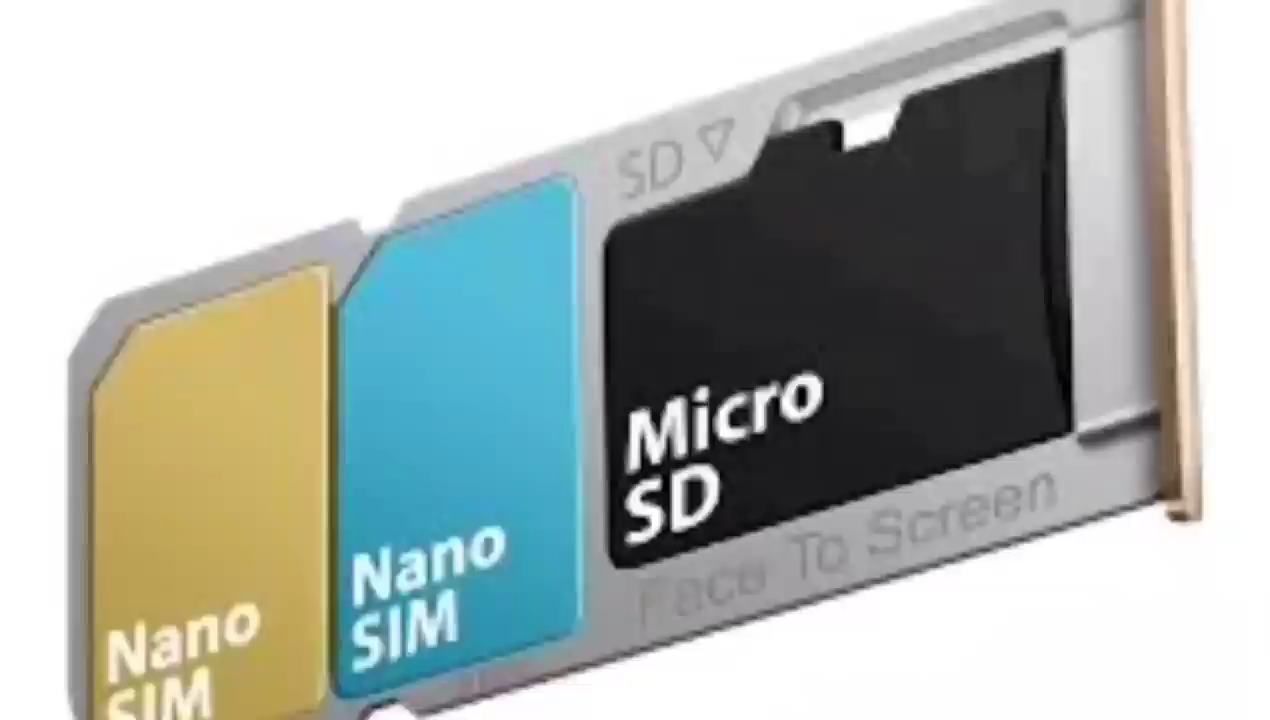 SD
Micro
SD
Face To Screen
Nano
SIM
Nano
SIM